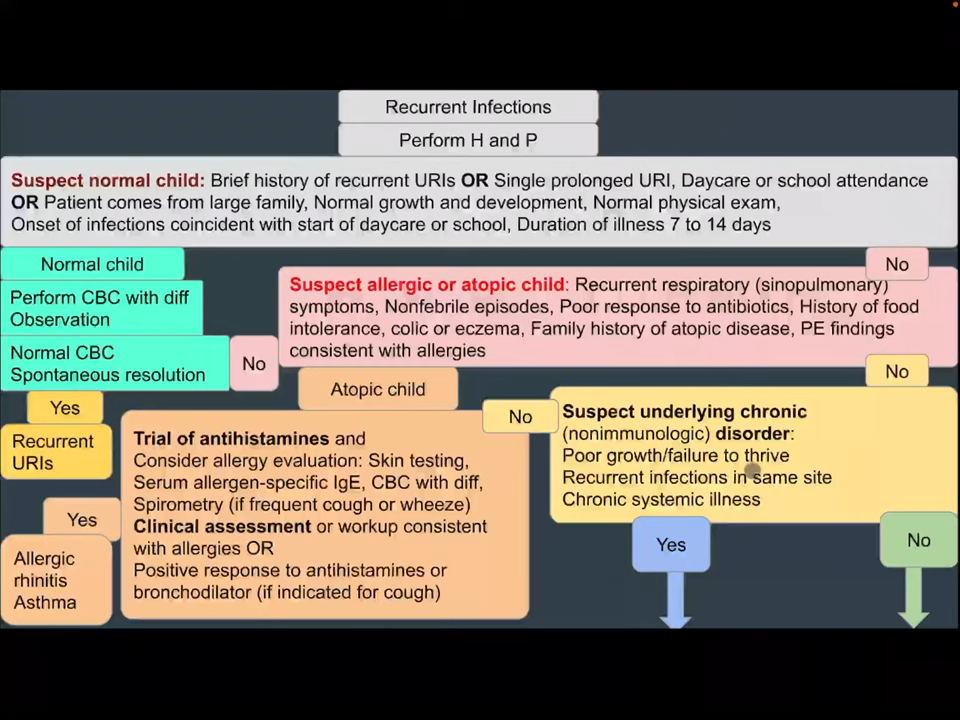 Recurrent Infections
Perform H and P
Suspect normal child: Brief history of recurrent URIs OR Single prolonged URI, Daycare or school attendance
OR Patient comes from large family, Normal growth and development, Normal physical exam,
Onset of infections coincident with start of daycare or school, Duration of illness 7 to 14 days
Normal child
No
Perform CBC with diff
Observation
Suspect allergic or atopic child: Recurrent respiratory (sinopulmonary)
symptoms, Nonfebrile episodes, Poor response to antibiotics, History of food
intolerance, colic or eczema, Family history of atopic disease, PE findings
consistent with allergies
Normal CBC
Spontaneous resolution
No
No
Atopic child
Yes
Recurrent
URIs
No
Suspect underlying chronic
(nonimmunologic) disorder:
Poor growth/failure to thrive
Recurrent infections in same site
Chronic systemic illness
Trial of antihistamines and
Consider allergy evaluation: Skin testing,
Serum allergen-specific IgE, CBC with diff,
Spirometry (if frequent cough or wheeze)
Clinical assessment or workup consistent
with allergies OR
Positive response to antihistamines or
bronchodilator (if indicated for cough)
Yes
Allergic
rhinitis
Asthma
Yes
No